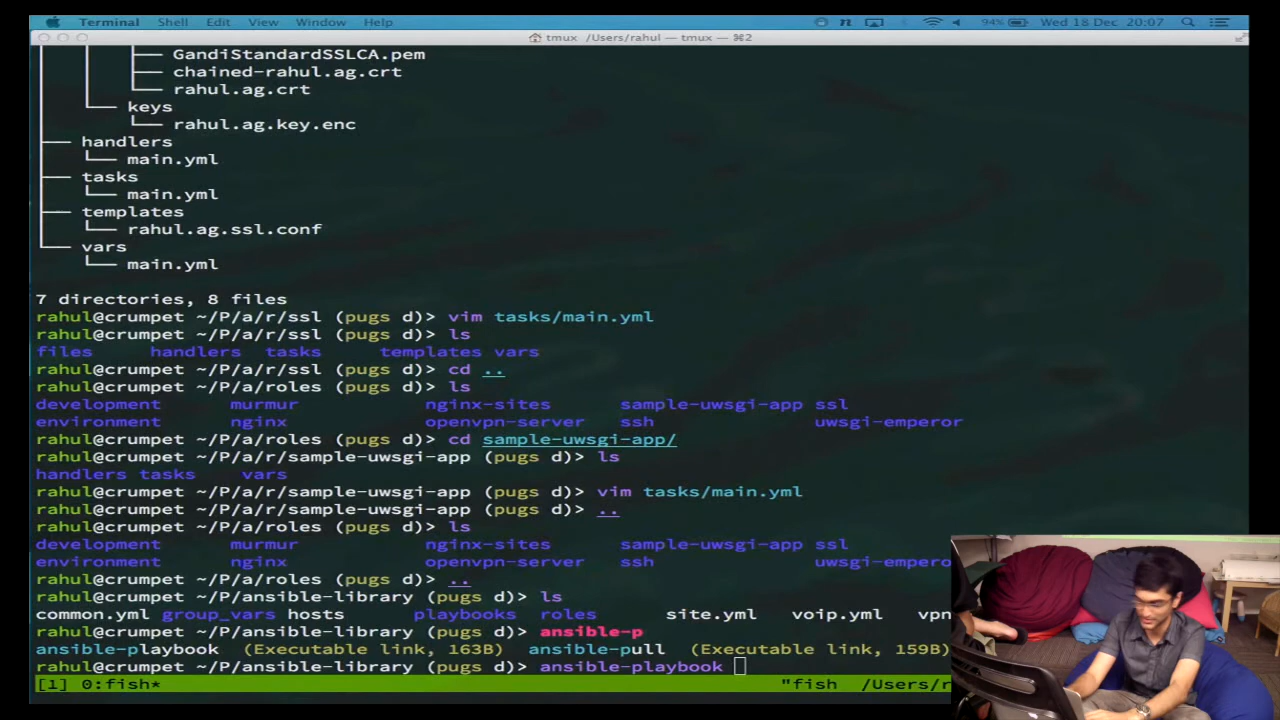 Terminal Shell Edit View Window Help 94% Wed 18 Dec 20:07
tmux /Users/rahul — tmux — ⌘2
│ │ ├── GandiStandardSSLCA.pem
│ │ ├── chained-rahul.ag.crt
│ │ └── rahul.ag.crt
│ └── keys
│ └── rahul.ag.key.enc
├── handlers
│ └── main.yml
├── tasks
│ └── main.yml
├── templates
│ └── rahul.ag.ssl.conf
└── vars
└── main.yml
7 directories, 8 files
rahul@crumpet ~/P/a/r/ssl (pugs d)> vim tasks/main.yml
rahul@crumpet ~/P/a/r/ssl (pugs d)> ls
files handlers tasks templates vars
rahul@crumpet ~/P/a/r/ssl (pugs d)> cd ..
rahul@crumpet ~/P/a/roles (pugs d)> ls
development murmur nginx-sites sample-uwsgi-app ssl
environment nginx openvpn-server ssh uwsgi-emperor
rahul@crumpet ~/P/a/roles (pugs d)> cd sample-uwsgi-app/
rahul@crumpet ~/P/a/r/sample-uwsgi-app (pugs d)> ls
handlers tasks vars
rahul@crumpet ~/P/a/r/sample-uwsgi-app (pugs d)> vim tasks/main.yml
rahul@crumpet ~/P/a/r/sample-uwsgi-app (pugs d)> ..
rahul@crumpet ~/P/a/roles (pugs d)> ls
development murmur nginx-sites sample-uwsgi-app ssl
environment nginx openvpn-server ssh uwsgi-empero
rahul@crumpet ~/P/a/roles (pugs d)> ..
rahul@crumpet ~/P/ansible-library (pugs d)> ls
common.yml group_vars hosts playbooks roles site.yml voip.yml vpn
rahul@crumpet ~/P/ansible-library (pugs d)> ansible-p
ansible-playbook (Executable link, 163B) ansible-pull (Executable link, 159B)
rahul@crumpet ~/P/ansible-library (pugs d)> ansible-playbook
[1] 0:fish* "fish /Users/r